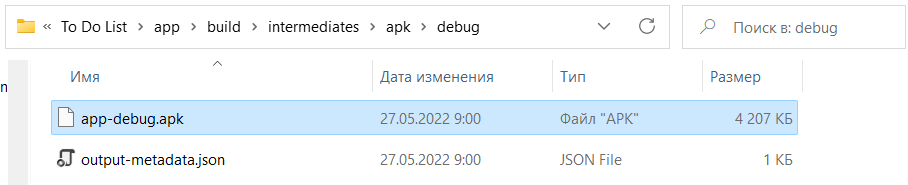 « To Do List › app › build › intermediates › apk › debug
Поиск в: debug
Имя Дата изменения Тип Размер
app-debug.apk 27.05.2022 9:00 Файл "APK" 4 207 КБ
output-metadata.json 27.05.2022 9:00 JSON File 1 КБ